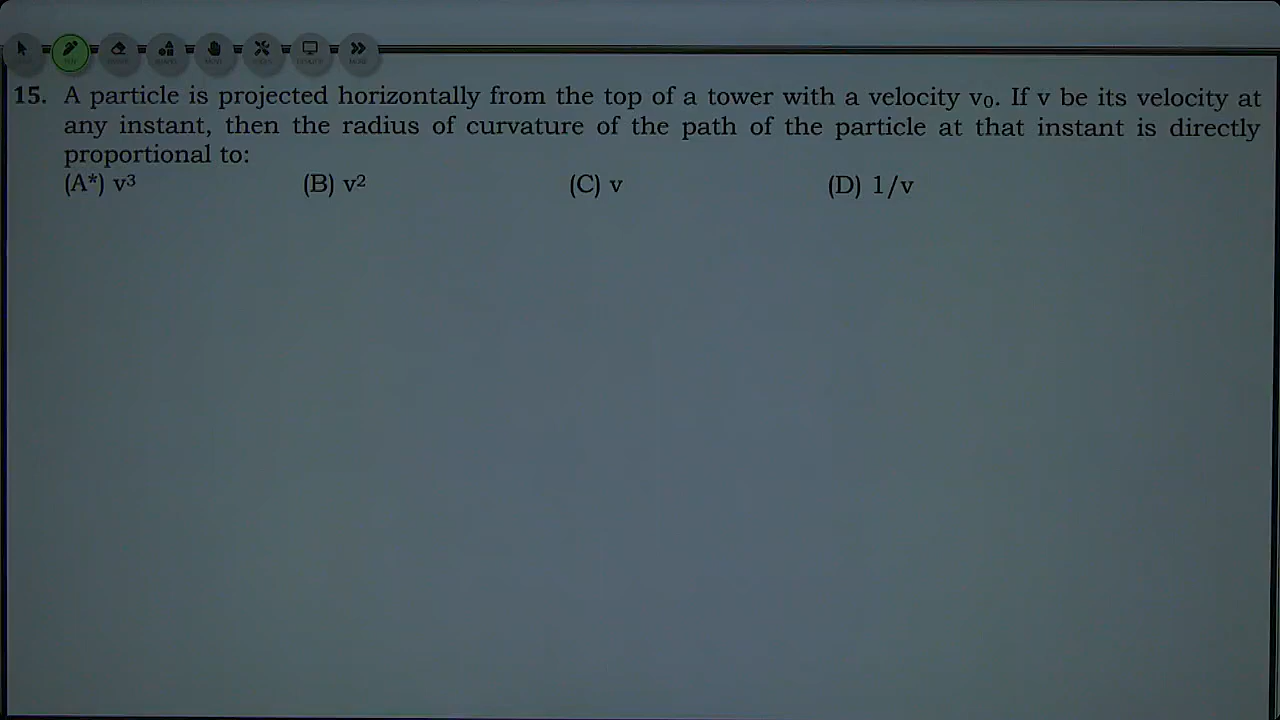 15. A particle is projected horizontally from the top of a tower with a velocity v₀. If v be its velocity at
any instant, then the radius of curvature of the path of the particle at that instant is directly
proportional to:
(A*) v³ (B) v² (C) v (D) 1/v